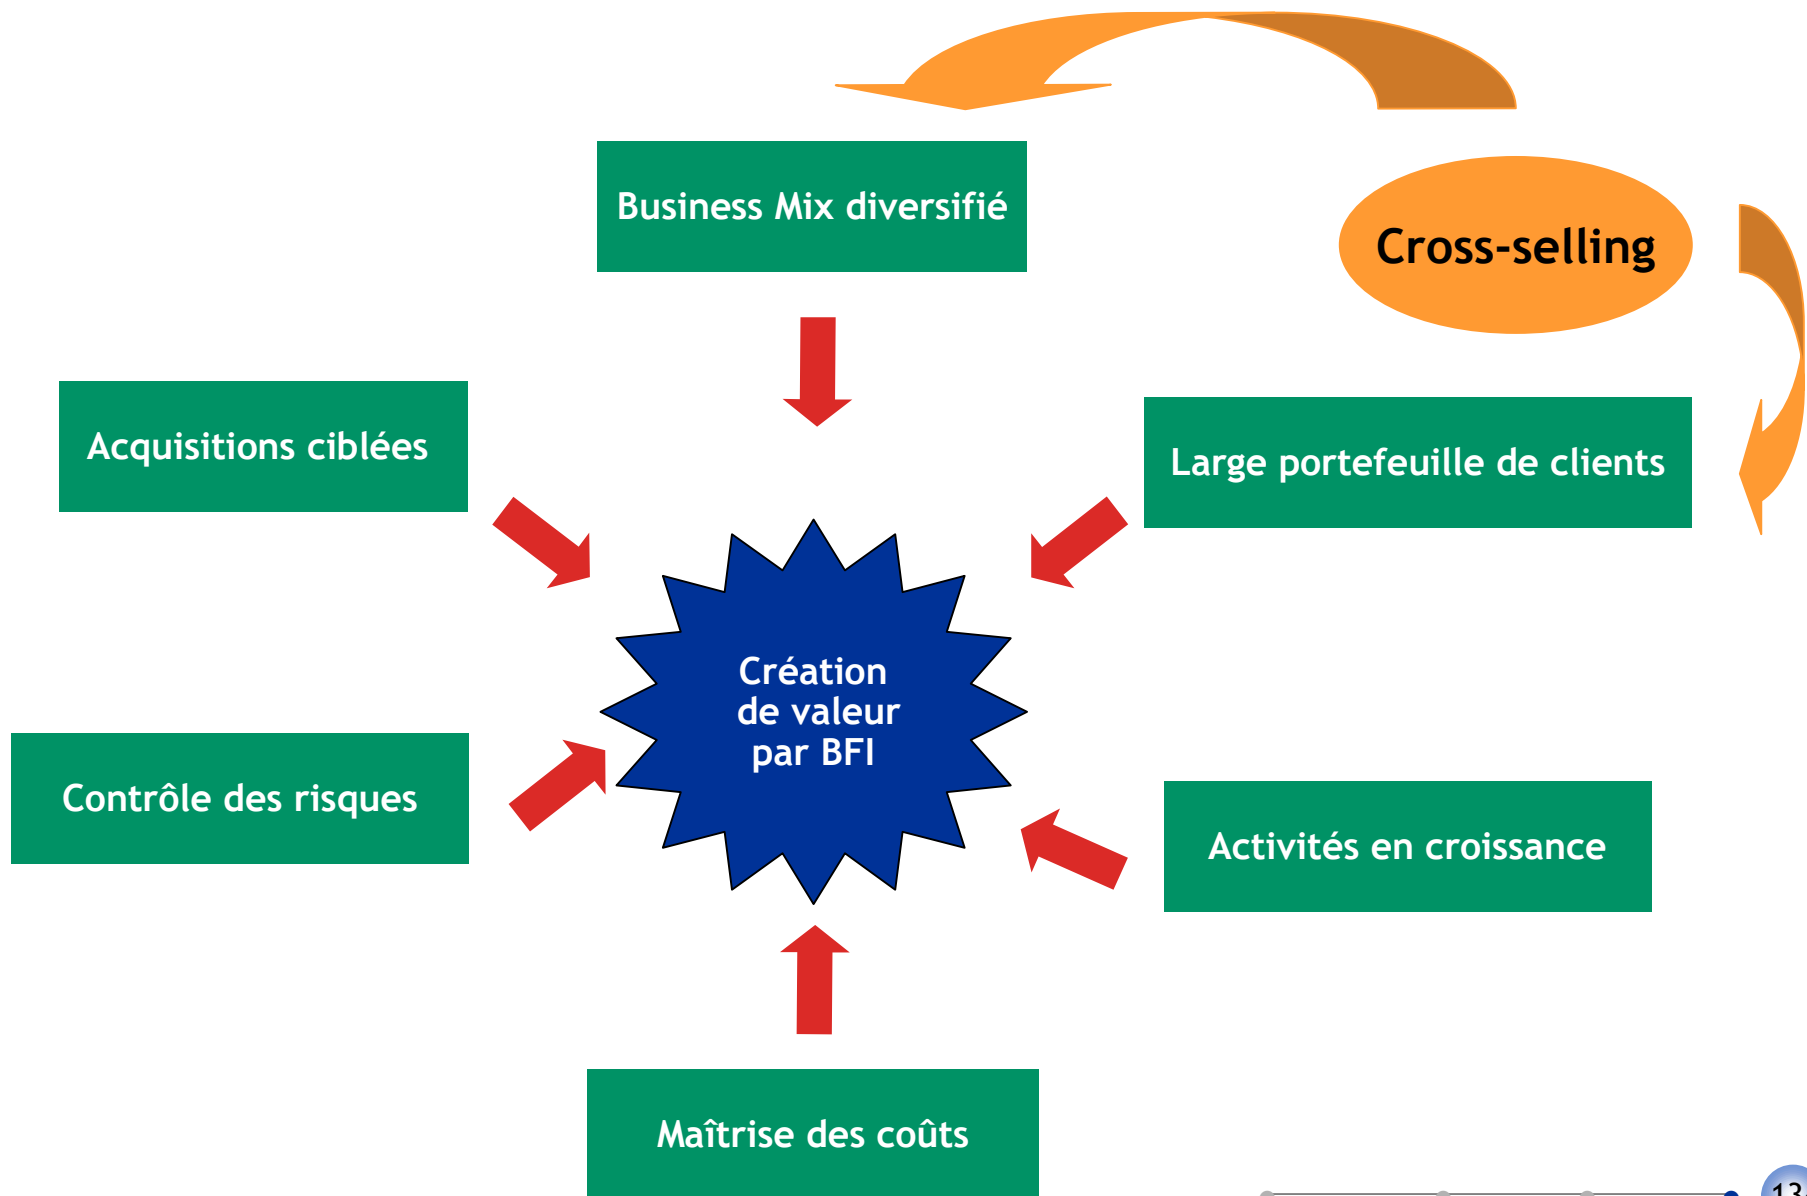 Business Mix diversifié
Cross-selling
Acquisitions ciblées
Large portefeuille de clients
Création
de valeur
par BFI
Contrôle des risques
Activités en croissance
Maîtrise des coûts